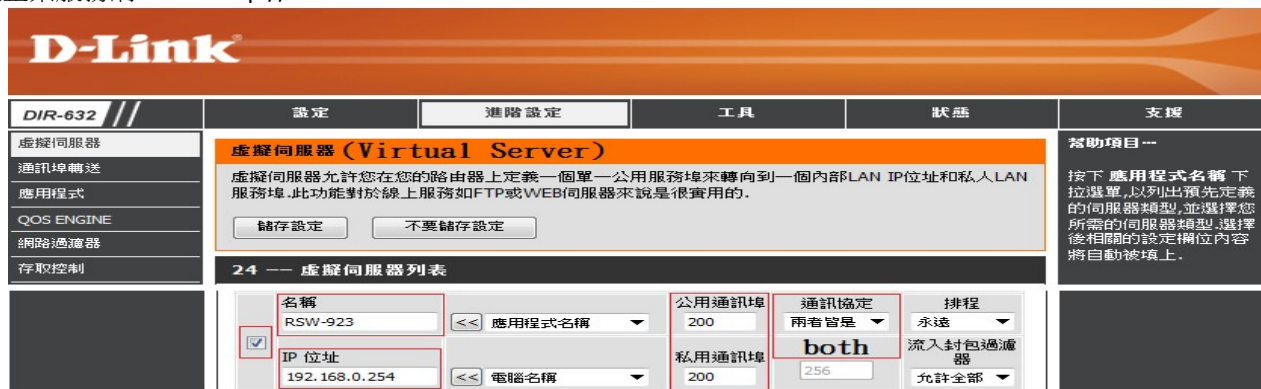 D-Link
DIR-632
設定
進階設定
工具
狀態
支援
虛擬伺服器
通訊埠轉送
應用程式
QOS ENGINE
網路過濾器
存取控制
虛擬伺服器(Virtual Server)
虛擬伺服器允許您在您的路由器上定義一個單一公用服務埠來轉向到一個內部LAN IP位址和私人LAN
服務埠.此功能對於線上服務如FTP或WEB伺服器來說是很實用的.
儲存設定
不要儲存設定
24 -- 虛擬伺服器列表
名稱
RSW-923
<<
應用程式名稱
公用通訊埠
200
通訊協定
兩者皆是
排程
永遠
IP 位址
192.168.0.254
<<
電腦名稱
私用通訊埠
200
both
256
流入封包過濾
器
允許全部
幫助項目…
按下 應用程式名稱 下
拉選單,以列出預先定義
的伺服器類型,並選擇您
所需的伺服器類型.選擇
後相關的設定欄位內容
將自動被填上.